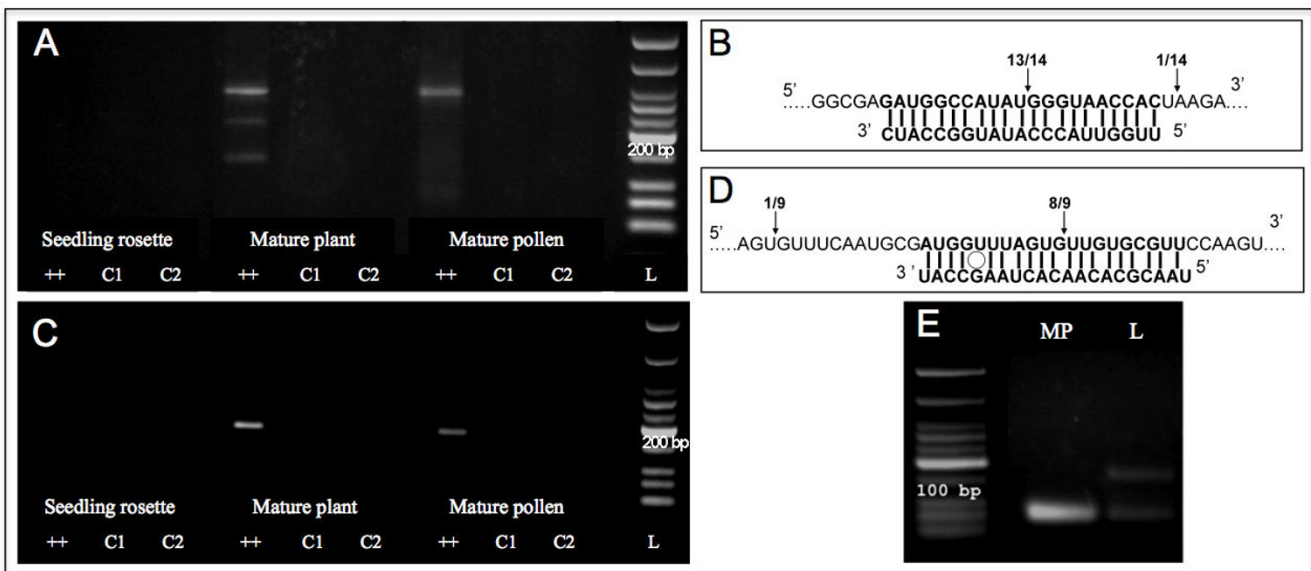 A
200 bp
Seedling rosette Mature plant Mature pollen
++ C1 C2 ++ C1 C2 ++ C1 C2 L
B
13/14 1/14
5’ .....GGCGAGAUGGCCAUAUGGGUAACCACUAAGA.... 3’
3’ CUACCGGUAUACCCAUUGGUU 5’
C
200 bp
Seedling rosette Mature plant Mature pollen
++ C1 C2 ++ C1 C2 ++ C1 C2 L
D
1/9 8/9
5’ .....AGUGUUUCAAUGCGAUGGUUUAGUGUUGUGCGUUCCAAGU.... 3’
3’ UACCGAAUCACAACACGCAAU 5’
E
MP L
100 bp